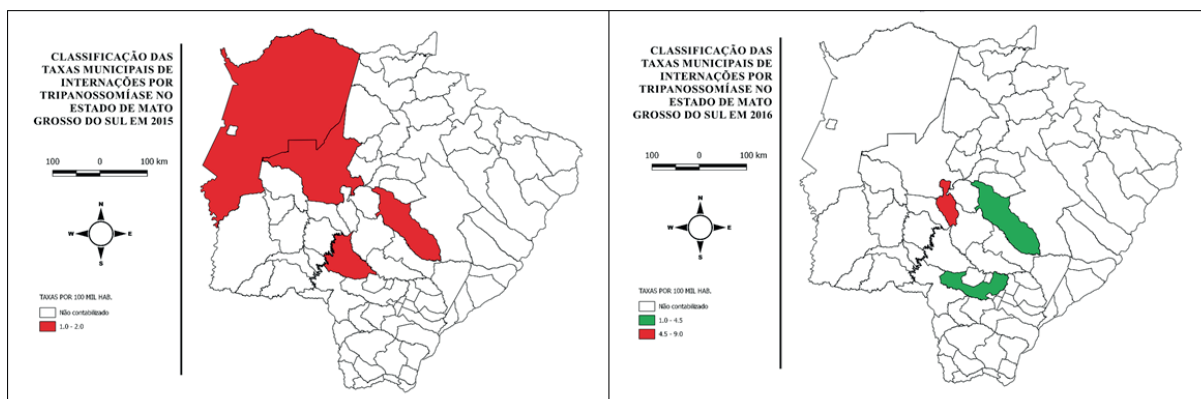 CLASSIFICAÇÃO DAS
TAXAS MUNICIPAIS DE
INTERNAÇÕES POR
TRIPANOSSOMÍASE NO
ESTADO DE MATO
GROSSO DO SUL EM 2015
100 0 100 km
N
W E
S
TAXAS POR 100 MIL HAB.
Não contabilizado
1.0 - 2.0
CLASSIFICAÇÃO DAS
TAXAS MUNICIPAIS DE
INTERNAÇÕES POR
TRIPANOSSOMÍASE NO
ESTADO DE MATO
GROSSO DO SUL EM 2016
100 0 100 km
N
W E
S
TAXAS POR 100 MIL HAB.
Não contabilizado
1.0 - 4.5
4.5 - 9.0